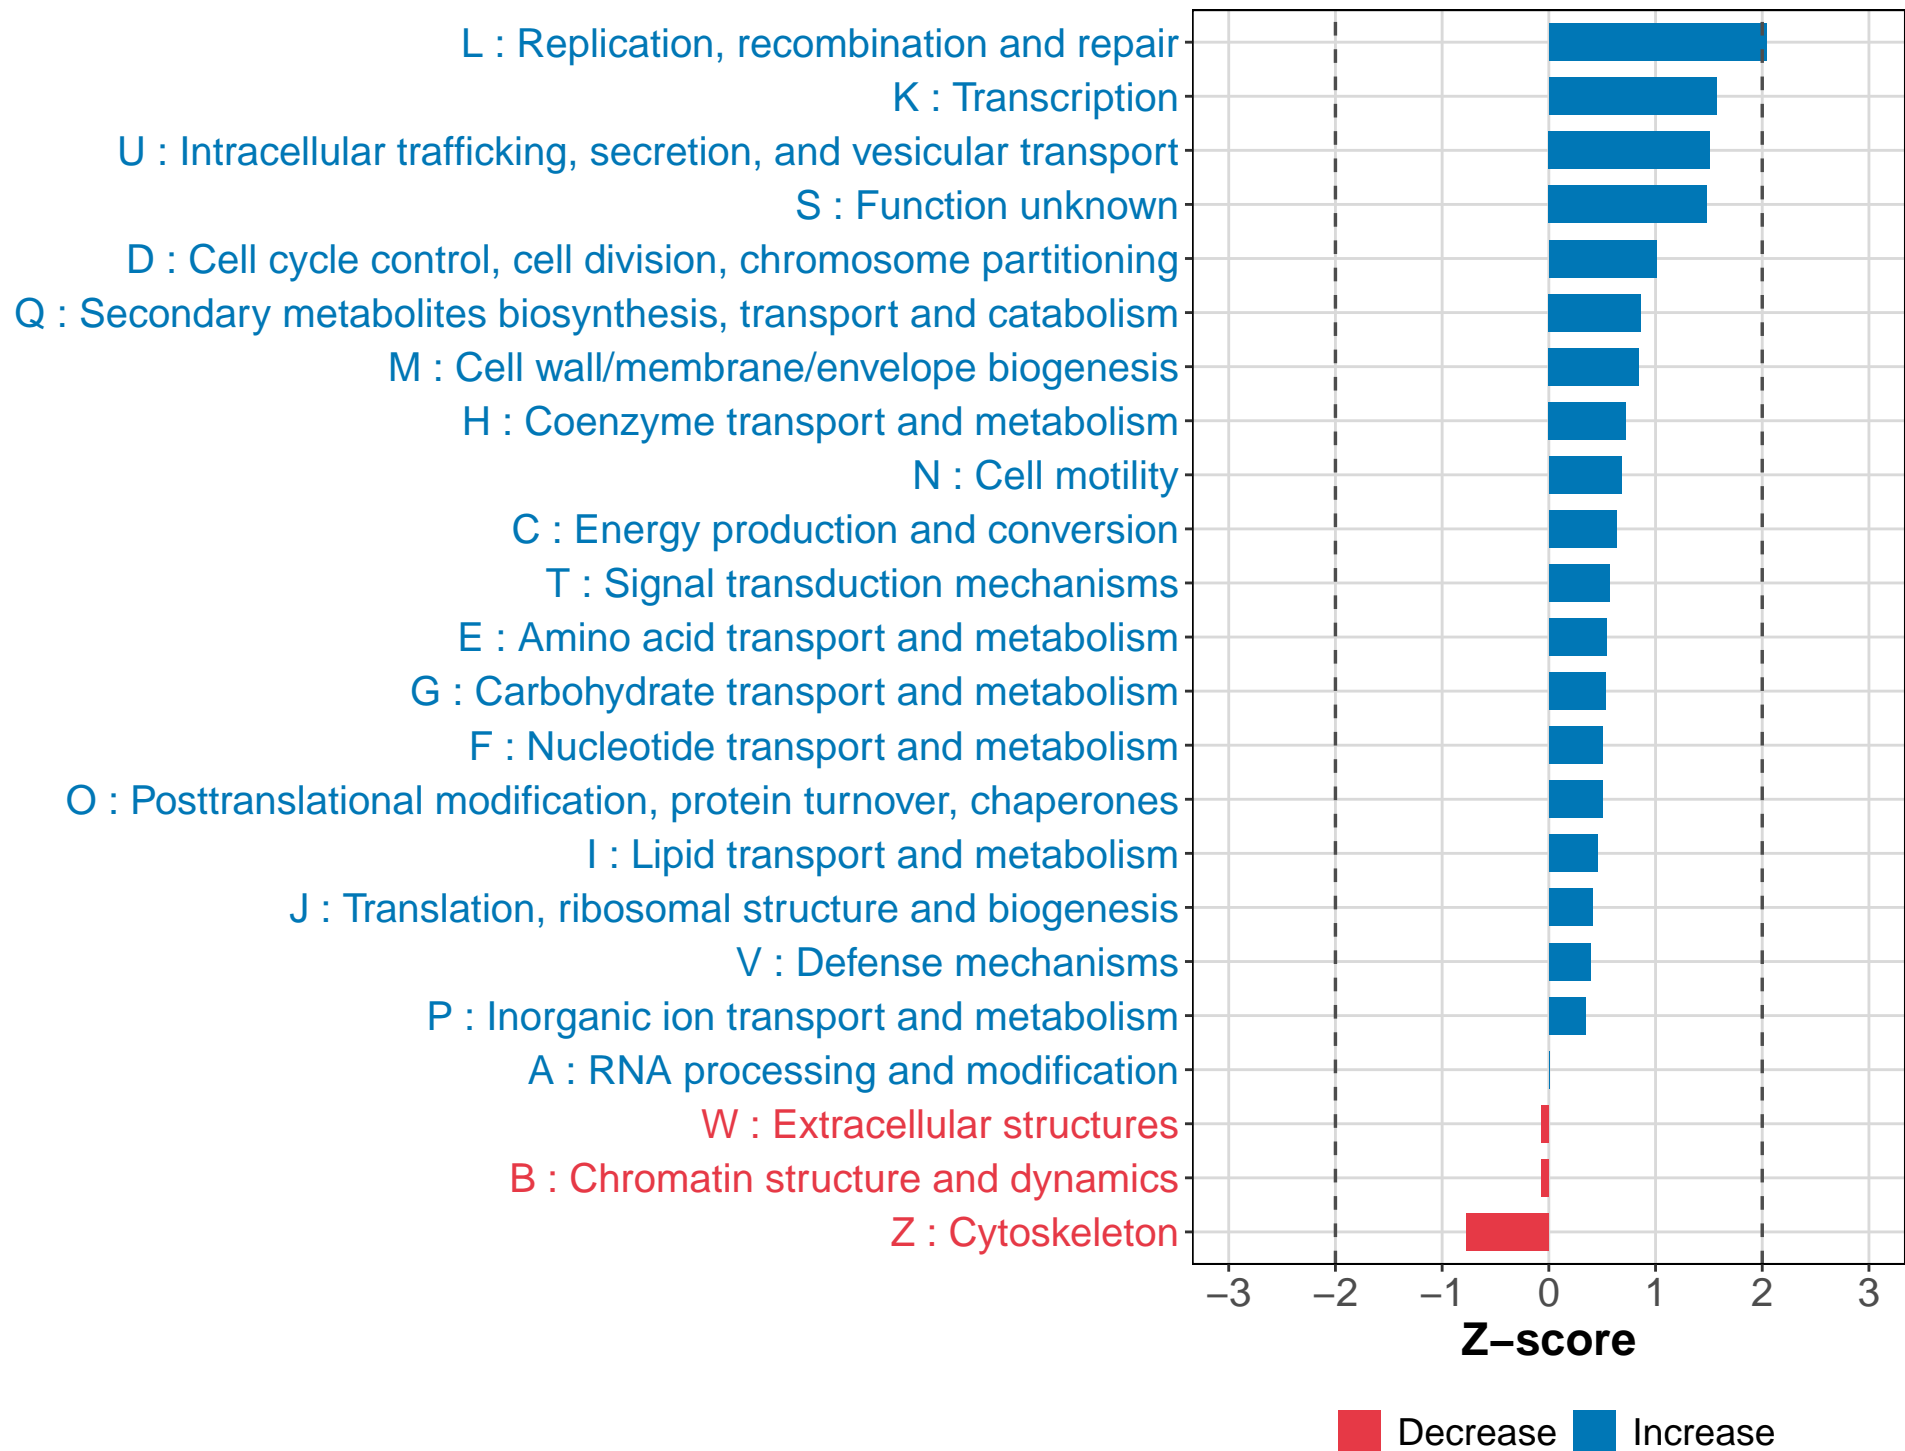 L : Replication, recombination and repair
K : Transcription
U : Intracellular trafficking, secretion, and vesicular transport
S : Function unknown
D : Cell cycle control, cell division, chromosome partitioning
Q : Secondary metabolites biosynthesis, transport and catabolism
M : Cell wall/membrane/envelope biogenesis
H : Coenzyme transport and metabolism
N : Cell motility
C : Energy production and conversion
T : Signal transduction mechanisms
E : Amino acid transport and metabolism
G : Carbohydrate transport and metabolism
F : Nucleotide transport and metabolism
O : Posttranslational modification, protein turnover, chaperones
I : Lipid transport and metabolism
J : Translation, ribosomal structure and biogenesis
V : Defense mechanisms
P : Inorganic ion transport and metabolism
A : RNA processing and modification
W : Extracellular structures
B : Chromatin structure and dynamics
Z : Cytoskeleton
−3 −2 −1 0 1 2 3
Z−score
Decrease Increase